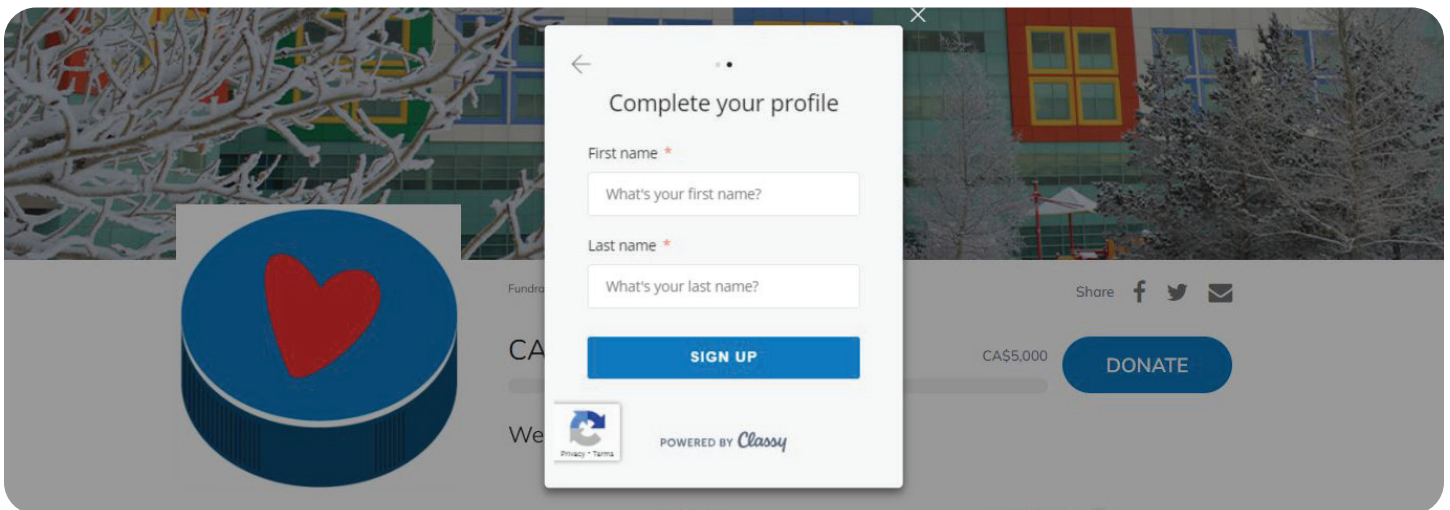 Complete your profile
First name *
What's your first name?
Last name *
What's your last name?
SIGN UP
Privacy - Terms
POWERED BY Classy
Share
CA$5,000
DONATE
CA
We